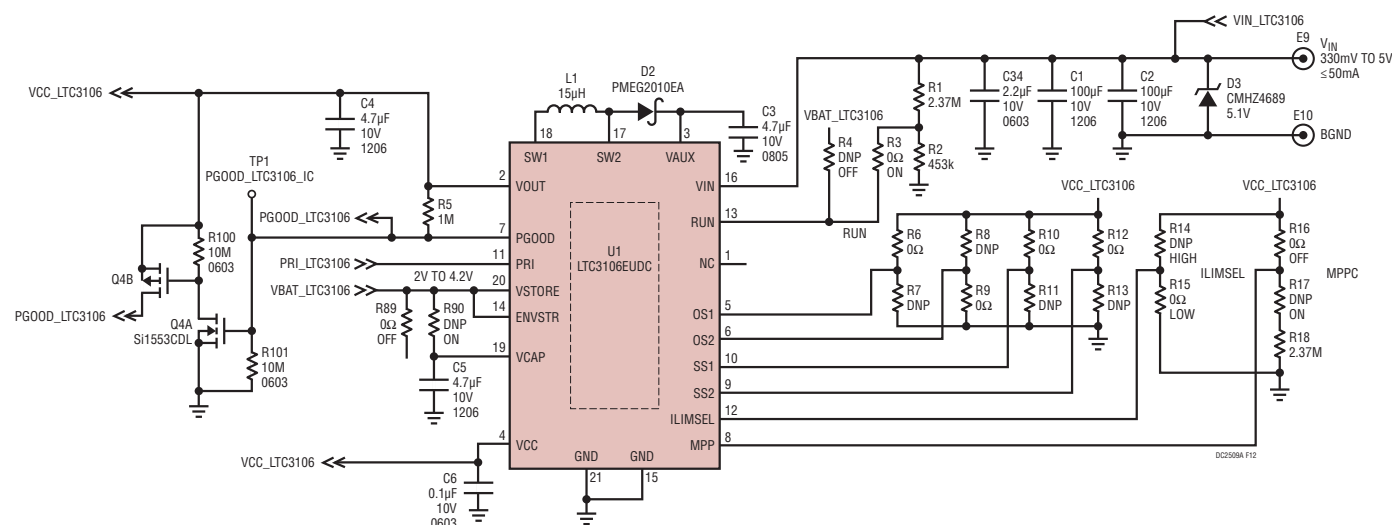 VIN_LTC3106
E9
VIN
330mV TO 5V
≤50mA
L1
15µH
D2
PMEG2010EA
VCC_LTC3106
C4
4.7µF
10V
1206
C3
4.7µF
10V
0805
18
17
3
SW1
SW2
VAUX
VBAT_LTC3106
R4
DNP
OFF
R3
0Ω
ON
R1
2.37M
R2
453k
C34
2.2µF
10V
0603
C1
100µF
10V
1206
C2
100µF
10V
1206
D3
CMHZ4689
5.1V
E10
BGND
TP1
PGOOD_LTC3106_IC
2
VOUT
VIN
16
R5
1M
PGOOD_LTC3106
7
PGOOD
RUN
13
RUN
VCC_LTC3106
VCC_LTC3106
R100
10M
0603
Q4B
PGOOD_LTC3106
Q4A
Si1553CDL
R101
10M
0603
PRI_LTC3106
11
PRI
U1
LTC3106EUDC
NC
1
VBAT_LTC3106
2V TO 4.2V
20
VSTORE
14
ENVSTR
R89
0Ω
OFF
R90
DNP
ON
19
VCAP
C5
4.7µF
10V
1206
R6
0Ω
R8
DNP
R10
0Ω
R12
0Ω
R14
DNP
HIGH
R16
0Ω
OFF
ILIMSEL
MPPC
R7
DNP
R9
0Ω
R11
DNP
R13
DNP
R15
0Ω
LOW
R17
DNP
ON
R18
2.37M
OS1
5
OS2
6
SS1
10
SS2
9
ILIMSEL
12
MPP
8
4
VCC
VCC_LTC3106
C6
0.1µF
10V
0603
GND
GND
21
15
DC2509A F12